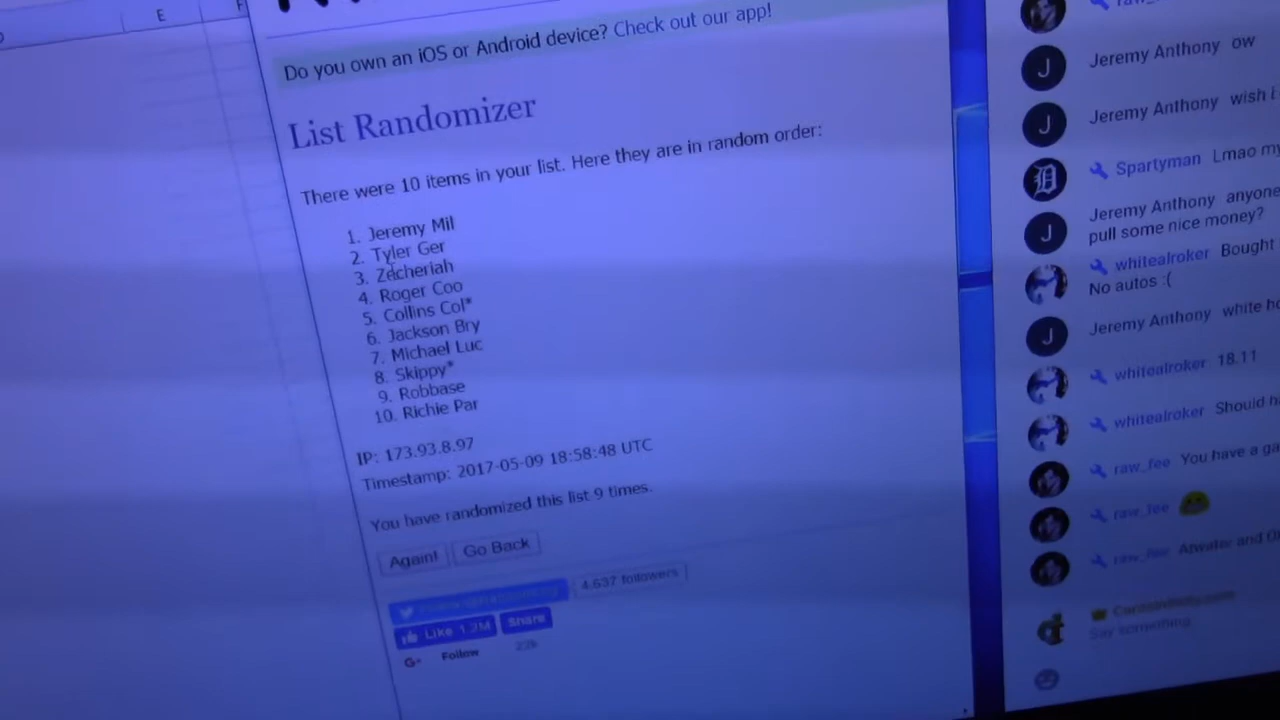 E
F
Do you own an iOS or Android device? Check out our app!
List Randomizer
There were 10 items in your list. Here they are in random order:
1. Jeremy Mil
2. Tyler Ger
3. Zecheriah
4. Roger Coo
5. Collins Col*
6. Jackson Bry
7. Michael Luc
8. Skippy*
9. Robbase
10. Richie Par
IP: 173.93.8.97
Timestamp: 2017-05-09 18:58:48 UTC
You have randomized this list 9 times.
Again! Go Back
4,637 followers
Like 1.2M Share
G+ Follow
J Jeremy Anthony ow
J Jeremy Anthony wish
Spartyman Lmao my
J Jeremy Anthony anyone
pull some nice money?
whitealroker Bought
No autos :(
J Jeremy Anthony white
whitealroker 18.11
whitealroker Should
raw_fee You have a
raw_fee
raw_fee Atwater and
Say something